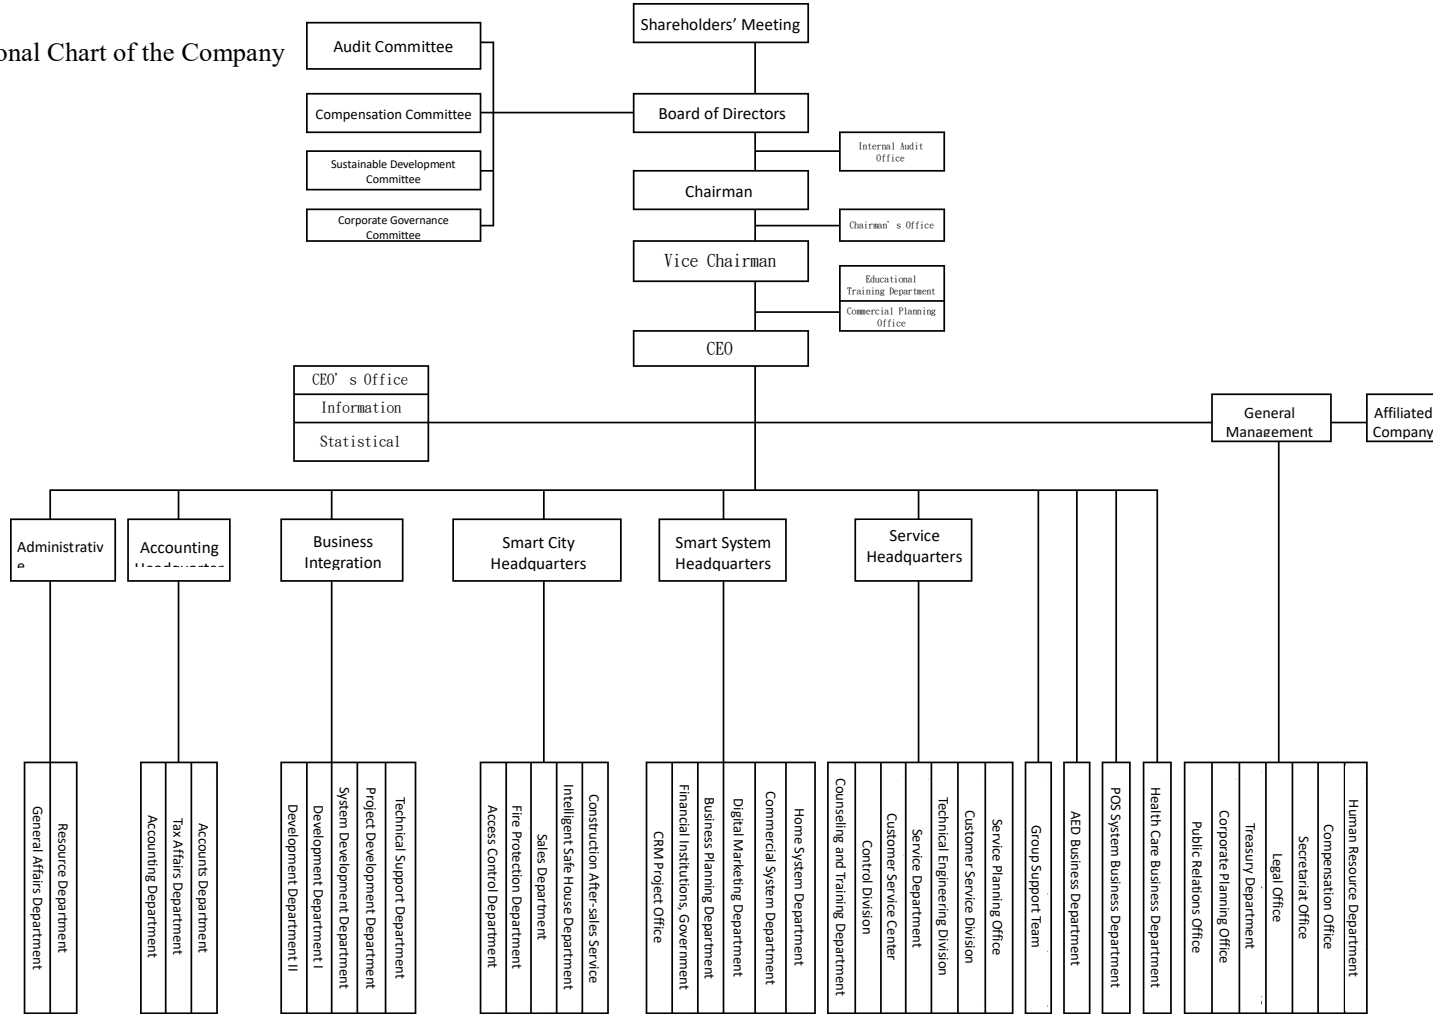 Shareholders' Meeting
Audit Committee
onal Chart of the Company
Compensation Committee
Board of Directors
Internal Audit
Office
Sustainable Development
Committee
Chairman
Corporate Governance
Committee
Chairman's Office
Vice Chairman
Educational
Training Department
Commercial Planning
Office
CEO
CEO's Office
Information
Statistical
General
Management
Affiliated
Company
Administrativ
e
Accounting
Headquarter
Business
Integration
Smart City
Headquarters
Smart System
Headquarters
Service
Headquarters
General Affairs Department
Resource Department
Accounting Department
Tax Affairs Department
Accounts Department
Development Department II
Development Department I
System Development Department
Project Development Department
Technical Support Department
Access Control Department
Fire Protection Department
Sales Department
Intelligent Safe House Department
Construction After-sales Service
CRM Project Office
Financial Institutions, Government
Business Planning Department
Digital Marketing Department
Commercial System Department
Home System Department
Counseling and Training Department
Control Division
Customer Service Center
Service Department
Technical Engineering Division
Customer Service Division
Service Planning Office
Group Support Team
AED Business Department
POS System Business Department
Health Care Business Department
Public Relations Office
Corporate Planning Office
Treasury Department
Legal Office
Secretariat Office
Compensation Office
Human Resource Department